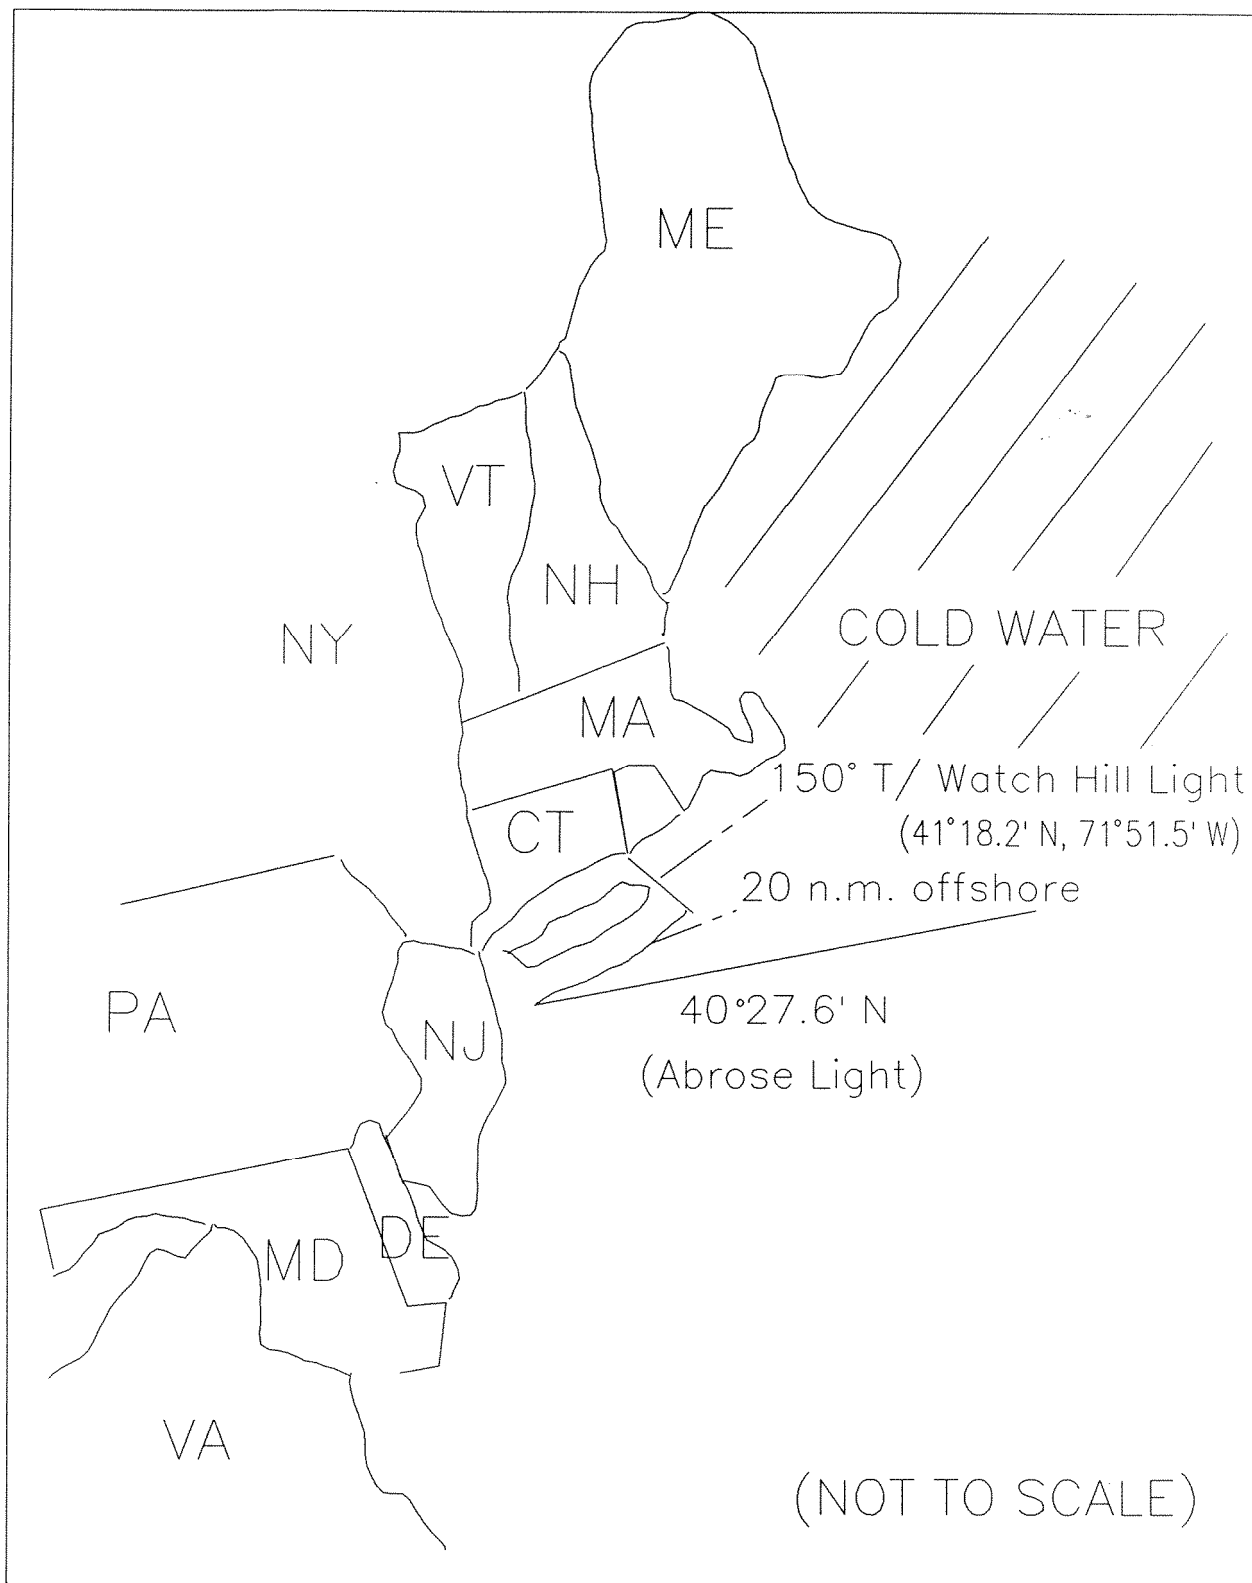 ME
VT
NH
NY
COLD WATER
MA
150° T/ Watch Hill Light
CT
(41°18.2' N, 71°51.5' W)
20 n.m. offshore
PA
40°27.6' N
NJ
(Abrose Light)
DE
MD
VA
(NOT TO SCALE)